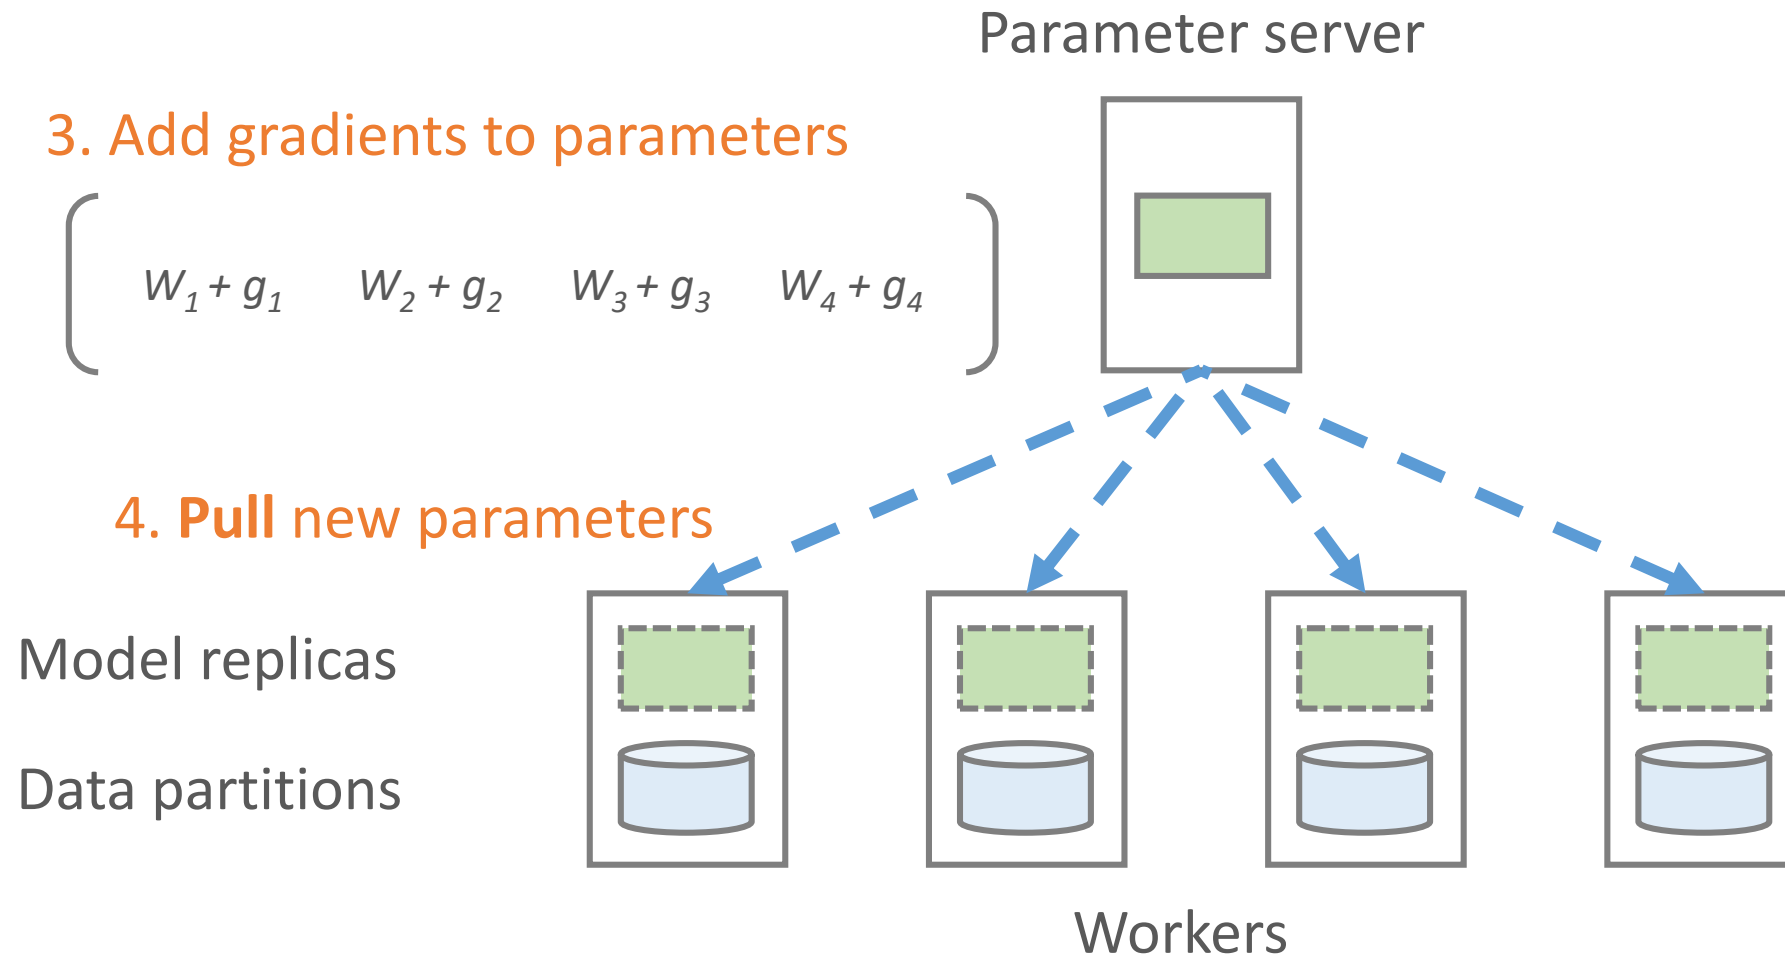 Parameter server
3. Add gradients to parameters
W₁ + g₁ W₂ + g₂ W₃ + g₃ W₄ + g₄
4. Pull new parameters
Model replicas
Data partitions
Workers